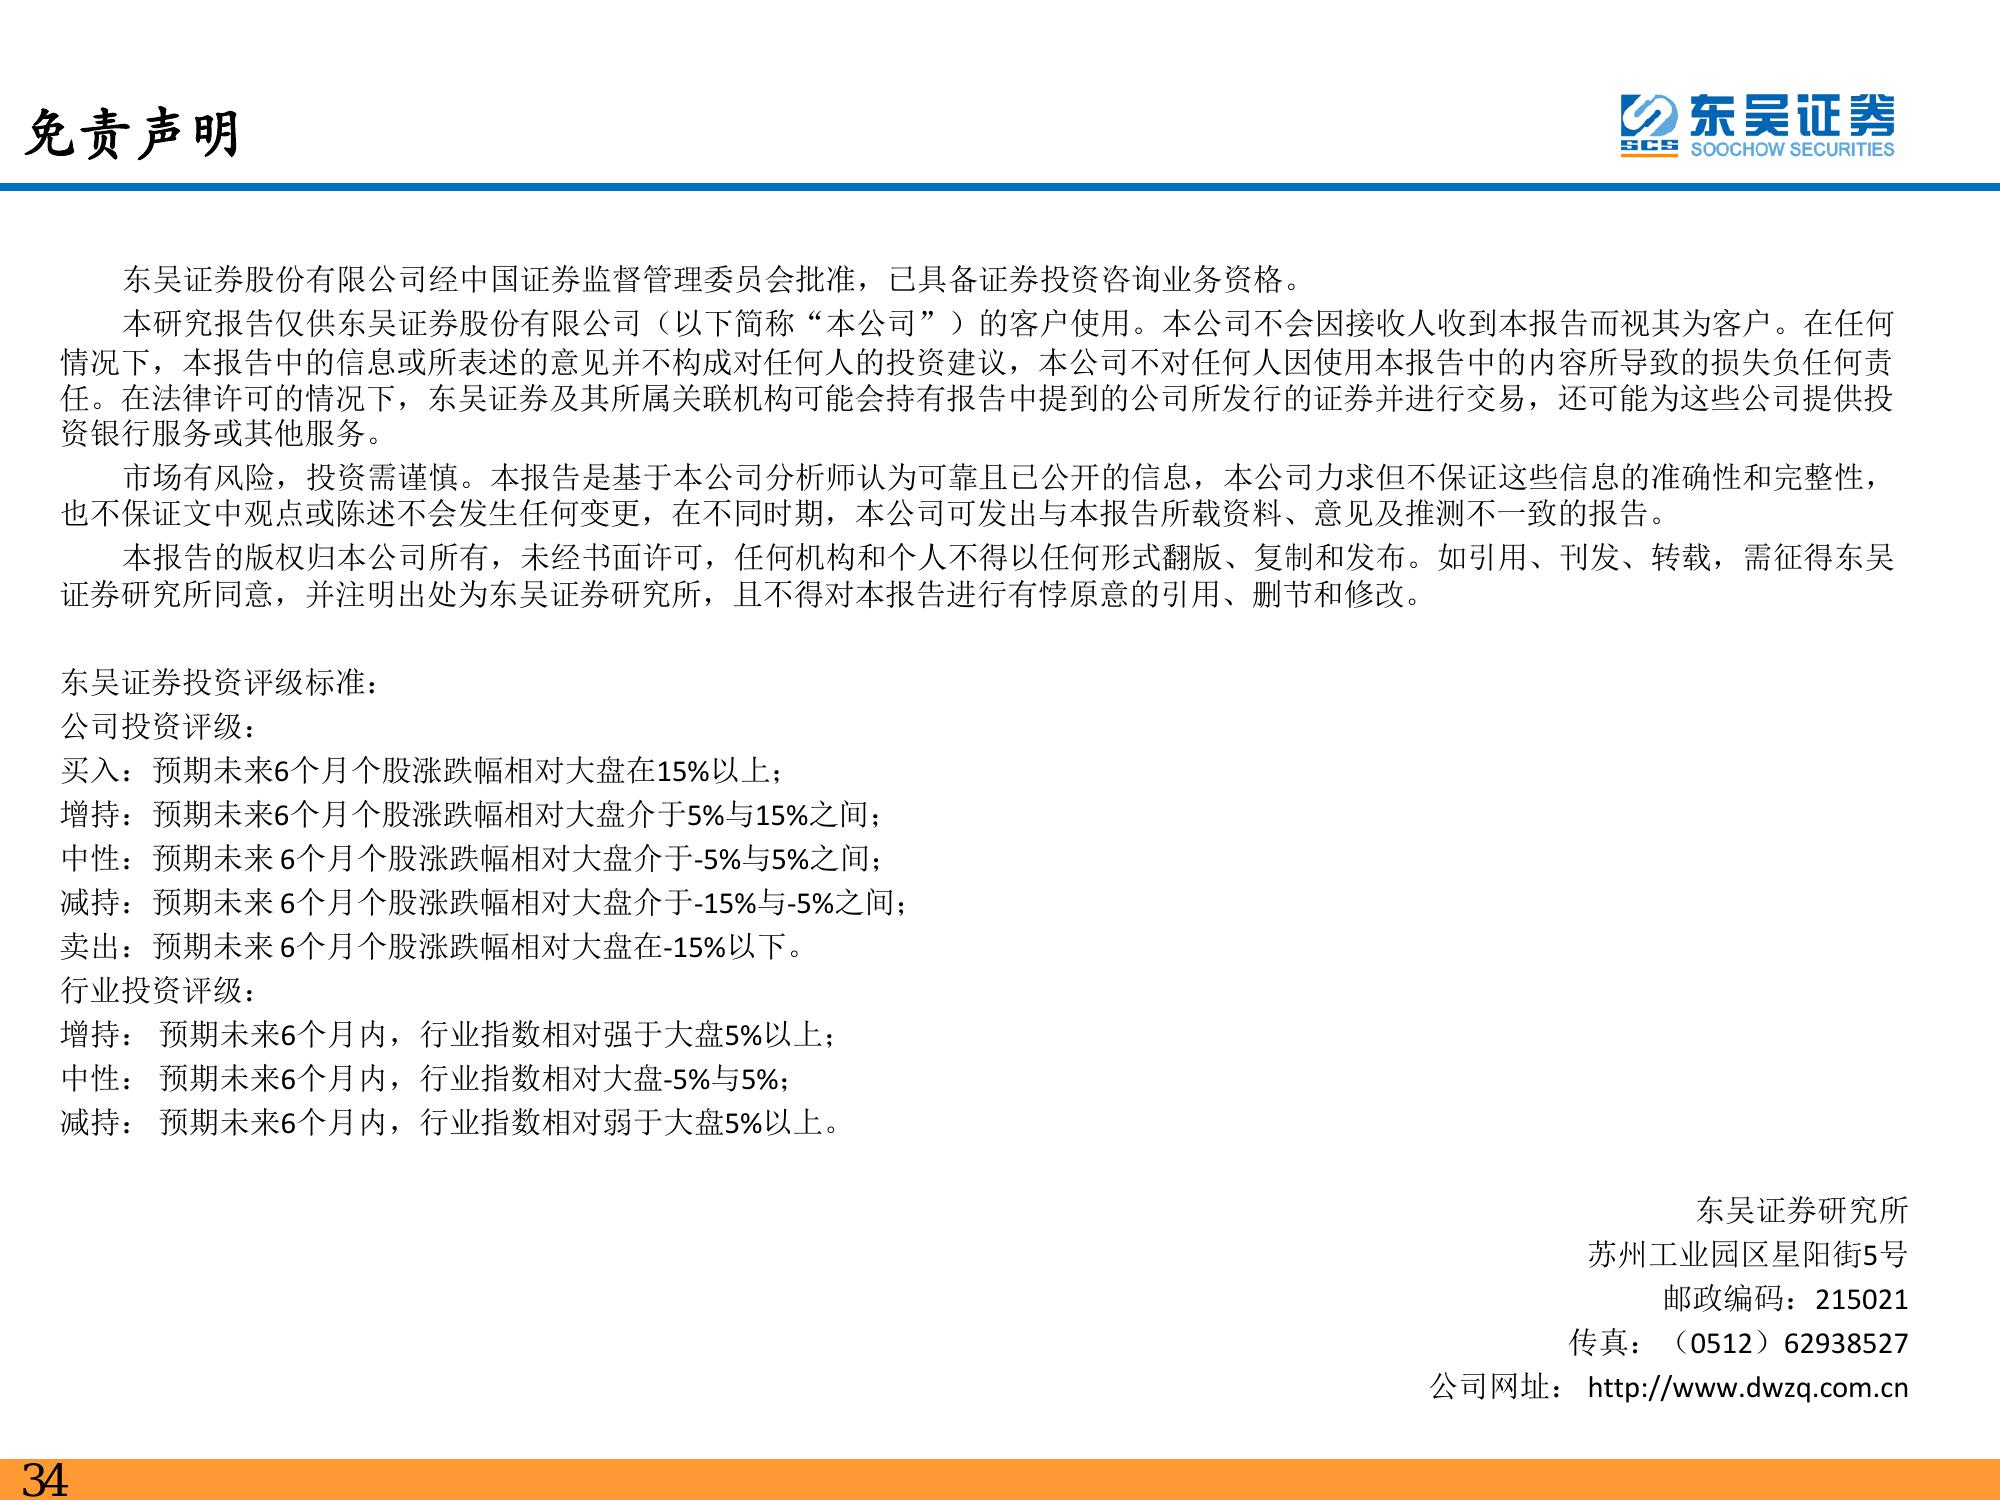 免责声明
东吴证券
SCS
SOOCHOW SECURITIES
东吴证券股份有限公司经中国证券监督管理委员会批准，已具备证券投资咨询业务资格。
本研究报告仅供东吴证券股份有限公司（以下简称“本公司”）的客户使用。本公司不会因接收人收到本报告而视其为客户。在任何
情况下，本报告中的信息或所表述的意见并不构成对任何人的投资建议，本公司不对任何人因使用本报告中的内容所导致的损失负任何责
任。在法律许可的情况下，东吴证券及其所属关联机构可能会持有报告中提到的公司所发行的证券并进行交易，还可能为这些公司提供投
资银行服务或其他服务。
市场有风险，投资需谨慎。本报告是基于本公司分析师认为可靠且已公开的信息，本公司力求但不保证这些信息的准确性和完整性，
也不保证文中观点或陈述不会发生任何变更，在不同时期，本公司可发出与本报告所载资料、意见及推测不一致的报告。
本报告的版权归本公司所有，未经书面许可，任何机构和个人不得以任何形式翻版、复制和发布。如引用、刊发、转载，需征得东吴
证券研究所同意，并注明出处为东吴证券研究所，且不得对本报告进行有悖原意的引用、删节和修改。
东吴证券投资评级标准：
公司投资评级：
买入：预期未来6个月个股涨跌幅相对大盘在15%以上；
增持：预期未来6个月个股涨跌幅相对大盘介于5%与15%之间；
中性：预期未来 6个月个股涨跌幅相对大盘介于-5%与5%之间；
减持：预期未来 6个月个股涨跌幅相对大盘介于-15%与-5%之间；
卖出：预期未来 6个月个股涨跌幅相对大盘在-15%以下。
行业投资评级：
增持： 预期未来6个月内，行业指数相对强于大盘5%以上；
中性： 预期未来6个月内，行业指数相对大盘-5%与5%；
减持： 预期未来6个月内，行业指数相对弱于大盘5%以上。
东吴证券研究所
苏州工业园区星阳街5号
邮政编码：215021
传真：（0512）62938527
公司网址： http://www.dwzq.com.cn
34